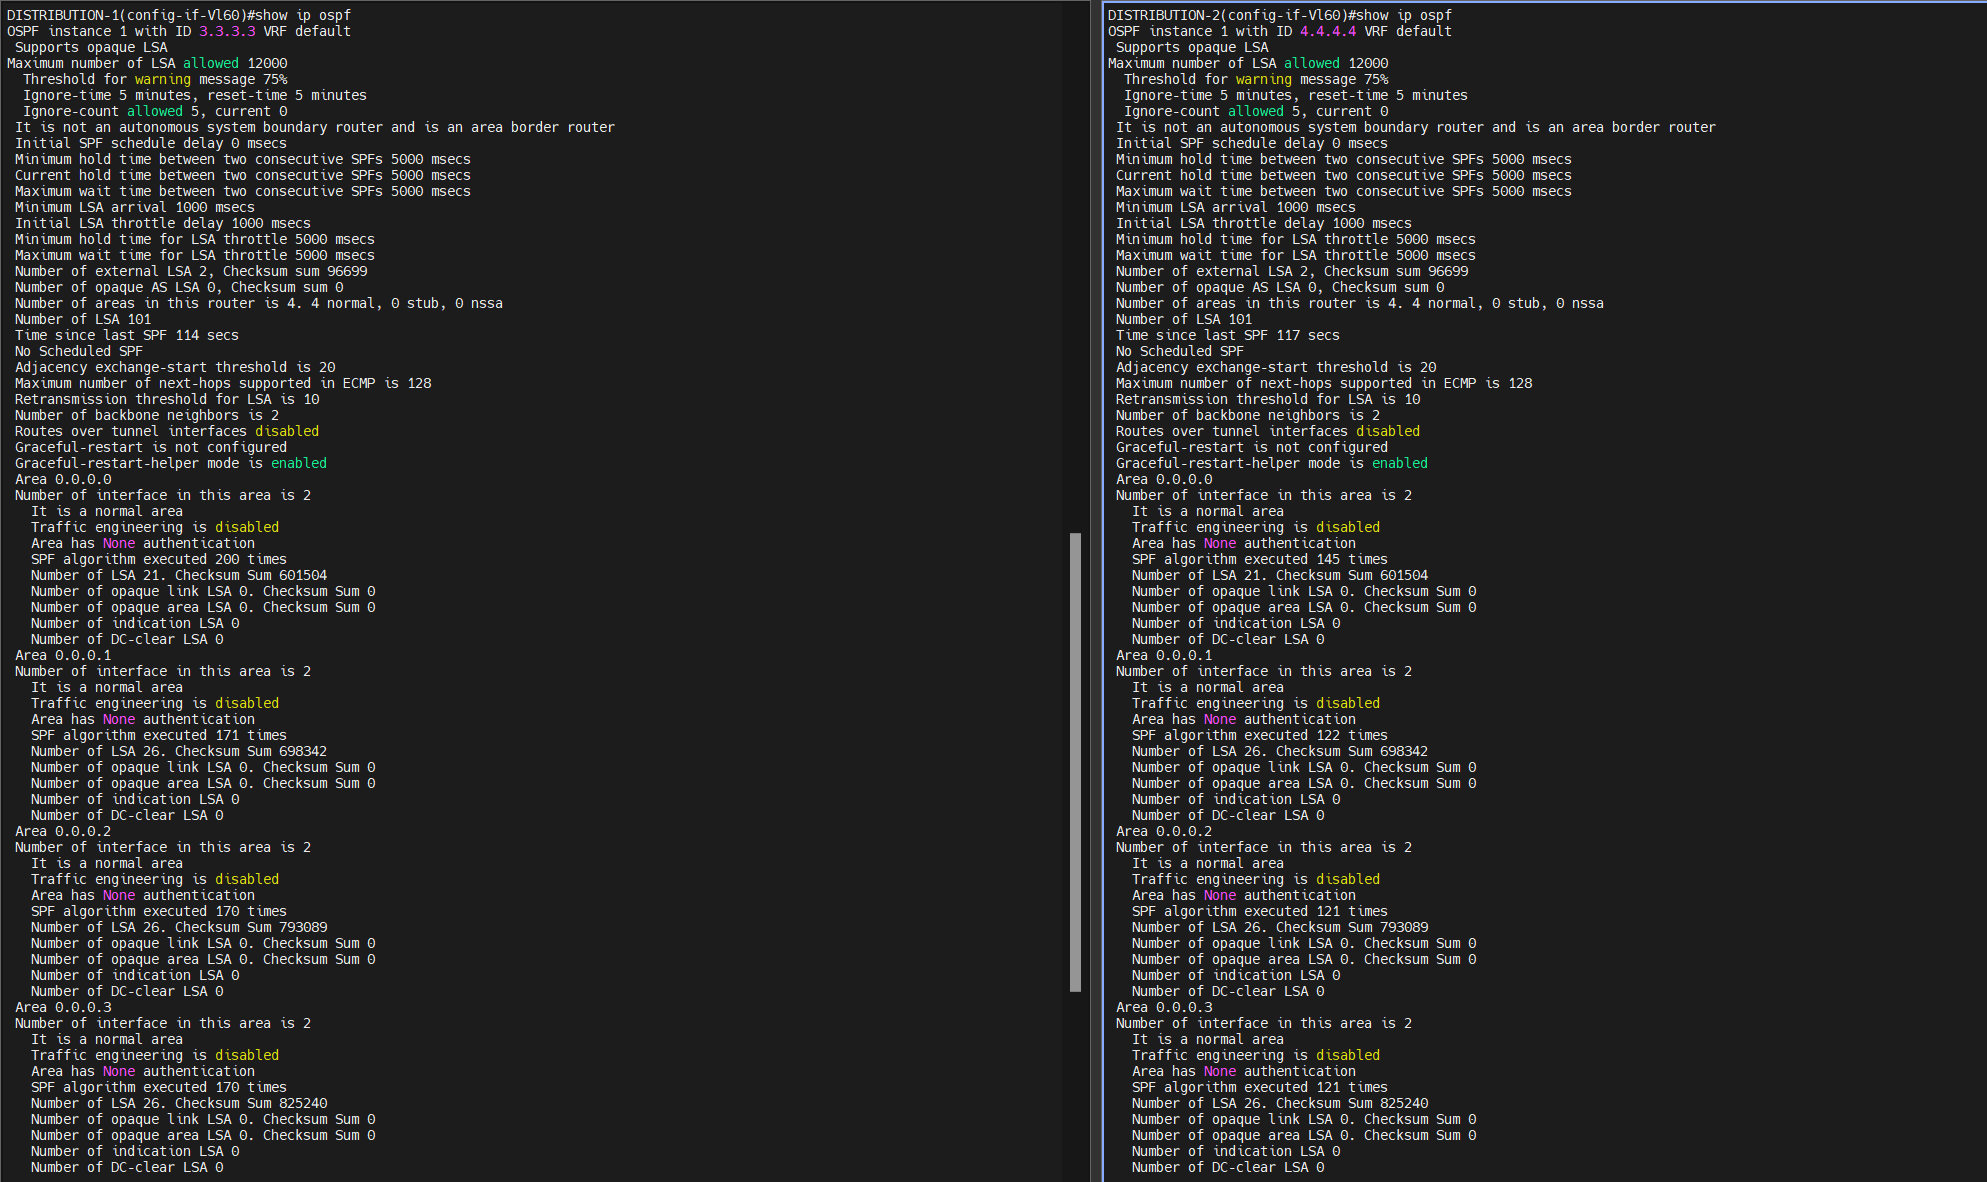 DISTRIBUTION-1(config-if-Vl60)#show ip ospf
OSPF instance 1 with ID 3.3.3.3 VRF default
Supports opaque LSA
Maximum number of LSA allowed 12000
Threshold for warning message 75%
Ignore-time 5 minutes, reset-time 5 minutes
Ignore-count allowed 5, current 0
It is not an autonomous system boundary router and is an area border router
Initial SPF schedule delay 0 msecs
Minimum hold time between two consecutive SPFs 5000 msecs
Current hold time between two consecutive SPFs 5000 msecs
Maximum wait time between two consecutive SPFs 5000 msecs
Minimum LSA arrival 1000 msecs
Initial LSA throttle delay 1000 msecs
Minimum hold time for LSA throttle 5000 msecs
Maximum wait time for LSA throttle 5000 msecs
Number of external LSA 2, Checksum sum 96699
Number of opaque AS LSA 0, Checksum sum 0
Number of areas in this router is 4. 4 normal, 0 stub, 0 nssa
Number of LSA 101
Time since last SPF 114 secs
No Scheduled SPF
Adjacency exchange-start threshold is 20
Maximum number of next-hops supported in ECMP is 128
Retransmission threshold for LSA is 10
Number of backbone neighbors is 2
Routes over tunnel interfaces disabled
Graceful-restart is not configured
Graceful-restart-helper mode is enabled
Area 0.0.0.0
Number of interface in this area is 2
It is a normal area
Traffic engineering is disabled
Area has None authentication
SPF algorithm executed 200 times
Number of LSA 21. Checksum Sum 601504
Number of opaque link LSA 0. Checksum Sum 0
Number of opaque area LSA 0. Checksum Sum 0
Number of indication LSA 0
Number of DC-clear LSA 0
Area 0.0.0.1
Number of interface in this area is 2
It is a normal area
Traffic engineering is disabled
Area has None authentication
SPF algorithm executed 171 times
Number of LSA 26. Checksum Sum 698342
Number of opaque link LSA 0. Checksum Sum 0
Number of opaque area LSA 0. Checksum Sum 0
Number of indication LSA 0
Number of DC-clear LSA 0
Area 0.0.0.2
Number of interface in this area is 2
It is a normal area
Traffic engineering is disabled
Area has None authentication
SPF algorithm executed 170 times
Number of LSA 26. Checksum Sum 793089
Number of opaque link LSA 0. Checksum Sum 0
Number of opaque area LSA 0. Checksum Sum 0
Number of indication LSA 0
Number of DC-clear LSA 0
Area 0.0.0.3
Number of interface in this area is 2
It is a normal area
Traffic engineering is disabled
Area has None authentication
SPF algorithm executed 170 times
Number of LSA 26. Checksum Sum 825240
Number of opaque link LSA 0. Checksum Sum 0
Number of opaque area LSA 0. Checksum Sum 0
Number of indication LSA 0
Number of DC-clear LSA 0
DISTRIBUTION-2(config-if-Vl60)#show ip ospf
OSPF instance 1 with ID 4.4.4.4 VRF default
Supports opaque LSA
Maximum number of LSA allowed 12000
Threshold for warning message 75%
Ignore-time 5 minutes, reset-time 5 minutes
Ignore-count allowed 5, current 0
It is not an autonomous system boundary router and is an area border router
Initial SPF schedule delay 0 msecs
Minimum hold time between two consecutive SPFs 5000 msecs
Current hold time between two consecutive SPFs 5000 msecs
Maximum wait time between two consecutive SPFs 5000 msecs
Minimum LSA arrival 1000 msecs
Initial LSA throttle delay 1000 msecs
Minimum hold time for LSA throttle 5000 msecs
Maximum wait time for LSA throttle 5000 msecs
Number of external LSA 2, Checksum sum 96699
Number of opaque AS LSA 0, Checksum sum 0
Number of areas in this router is 4. 4 normal, 0 stub, 0 nssa
Number of LSA 101
Time since last SPF 117 secs
No Scheduled SPF
Adjacency exchange-start threshold is 20
Maximum number of next-hops supported in ECMP is 128
Retransmission threshold for LSA is 10
Number of backbone neighbors is 2
Routes over tunnel interfaces disabled
Graceful-restart is not configured
Graceful-restart-helper mode is enabled
Area 0.0.0.0
Number of interface in this area is 2
It is a normal area
Traffic engineering is disabled
Area has None authentication
SPF algorithm executed 145 times
Number of LSA 21. Checksum Sum 601504
Number of opaque link LSA 0. Checksum Sum 0
Number of opaque area LSA 0. Checksum Sum 0
Number of indication LSA 0
Number of DC-clear LSA 0
Area 0.0.0.1
Number of interface in this area is 2
It is a normal area
Traffic engineering is disabled
Area has None authentication
SPF algorithm executed 122 times
Number of LSA 26. Checksum Sum 698342
Number of opaque link LSA 0. Checksum Sum 0
Number of opaque area LSA 0. Checksum Sum 0
Number of indication LSA 0
Number of DC-clear LSA 0
Area 0.0.0.2
Number of interface in this area is 2
It is a normal area
Traffic engineering is disabled
Area has None authentication
SPF algorithm executed 121 times
Number of LSA 26. Checksum Sum 793089
Number of opaque link LSA 0. Checksum Sum 0
Number of opaque area LSA 0. Checksum Sum 0
Number of indication LSA 0
Number of DC-clear LSA 0
Area 0.0.0.3
Number of interface in this area is 2
It is a normal area
Traffic engineering is disabled
Area has None authentication
SPF algorithm executed 121 times
Number of LSA 26. Checksum Sum 825240
Number of opaque link LSA 0. Checksum Sum 0
Number of opaque area LSA 0. Checksum Sum 0
Number of indication LSA 0
Number of DC-clear LSA 0